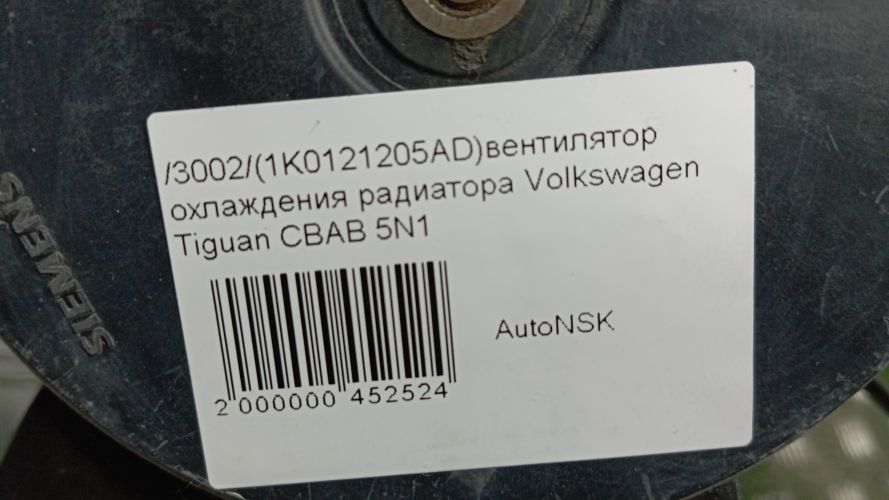 /3002/(1K0121205AD)вентилятор
охлаждения радиатора Volkswagen
Tiguan CBAB 5N1
AutoNSK
2 000000 452524
SIEMENS